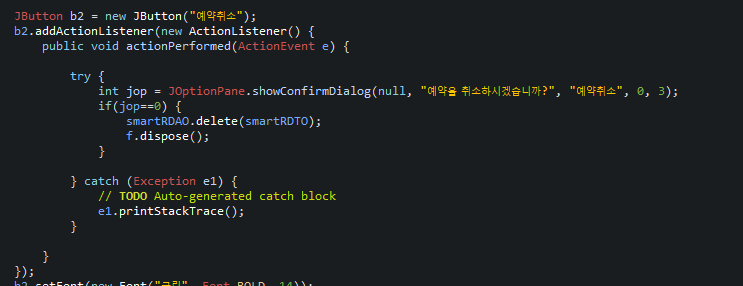 JButton b2 = new JButton("예약취소");
b2.addActionListener(new ActionListener() {
public void actionPerformed(ActionEvent e) {
try {
int jop = JOptionPane.showConfirmDialog(null, "예약을 취소하시겠습니까?", "예약취소", 0, 3);
if(jop==0) {
smartRDAO.delete(smartRDTO);
f.dispose();
}
} catch (Exception e1) {
// TODO Auto-generated catch block
e1.printStackTrace();
}
}
});
b2.setFont(new Font("굴림", Font.BOLD, 14));